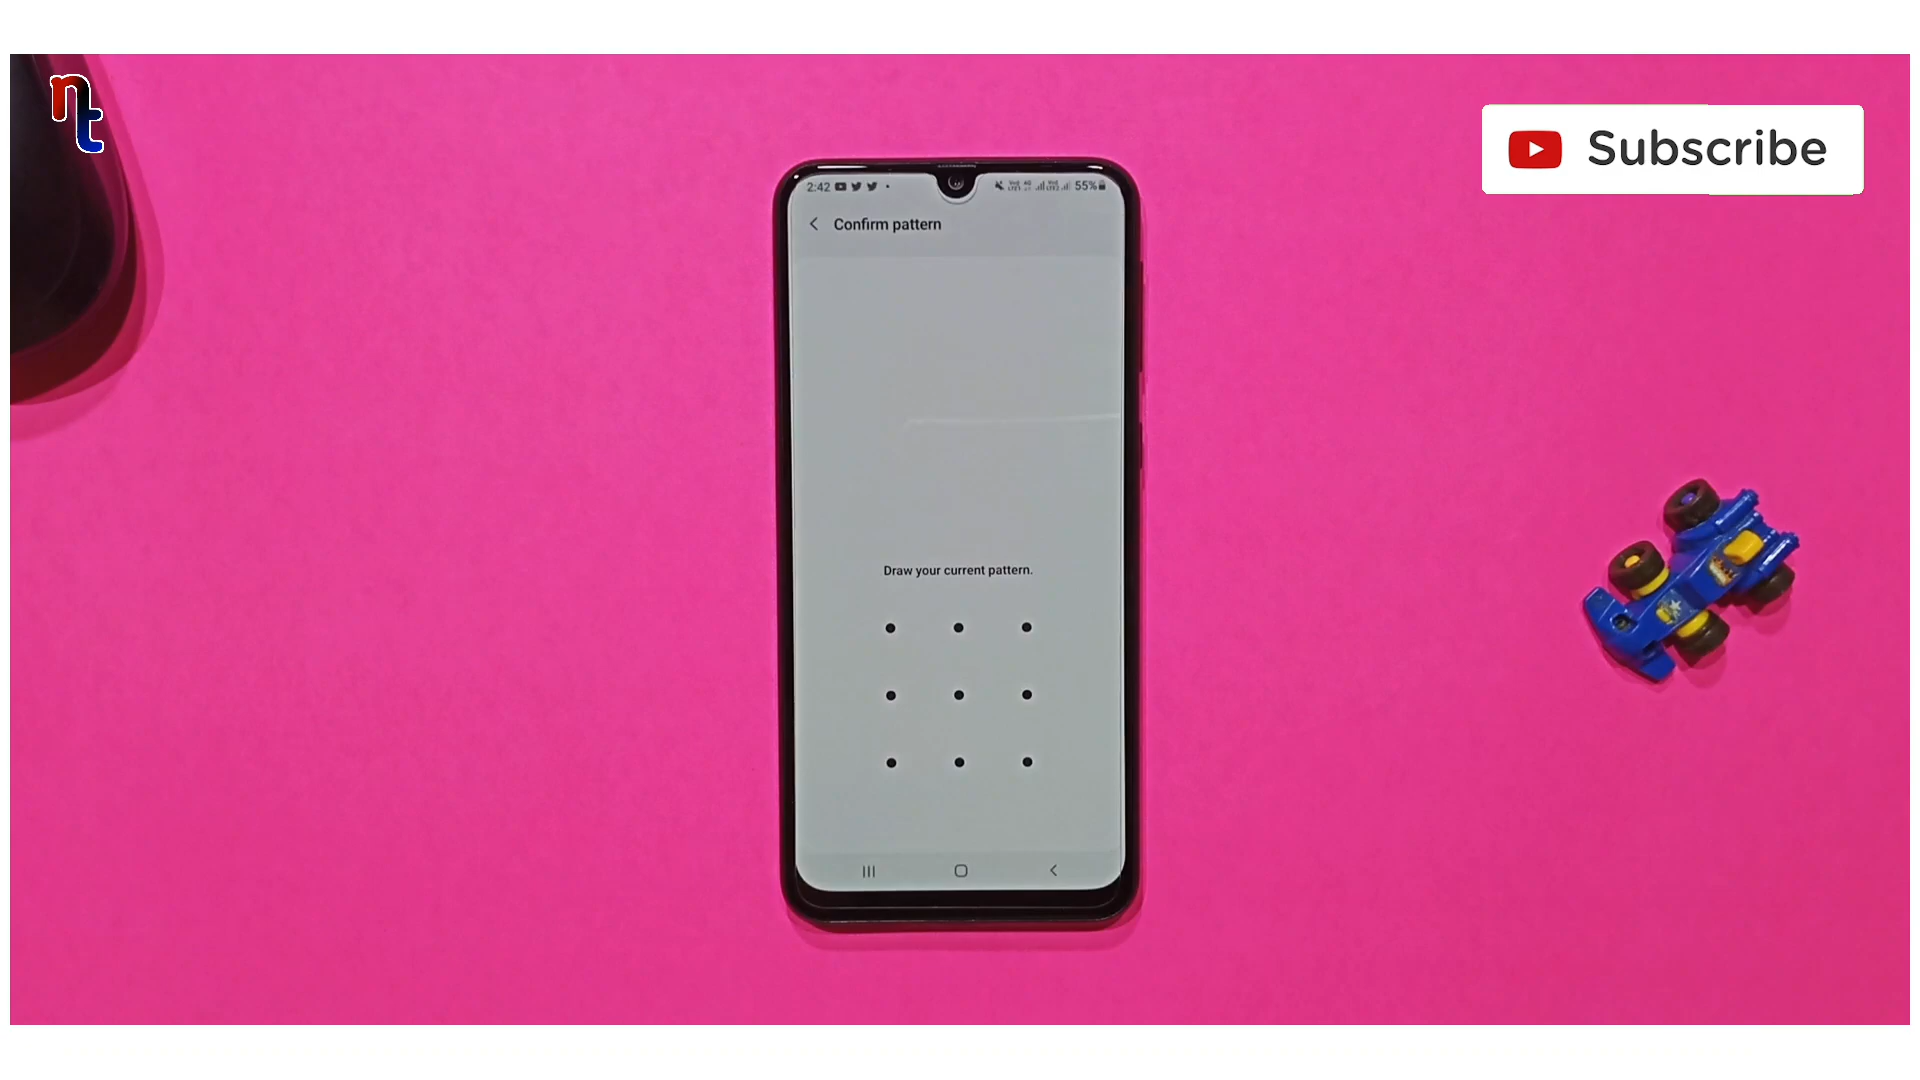 nt
Subscribe
2:42
55%
Confirm pattern
Draw your current pattern.